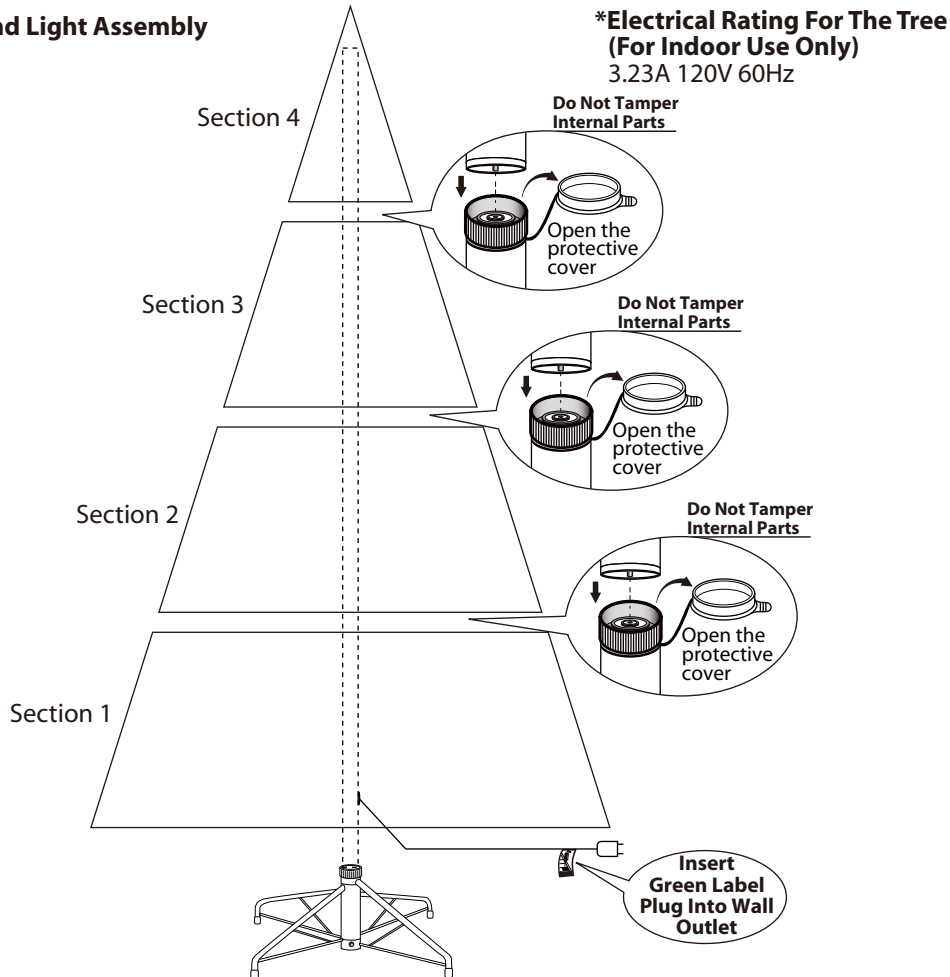 nd Light Assembly
*Electrical Rating For The Tree
(For Indoor Use Only)
3.23A 120V 60Hz
Section 4
Do Not Tamper
Internal Parts
Open the
protective
cover
Section 3
Do Not Tamper
Internal Parts
Open the
protective
cover
Section 2
Do Not Tamper
Internal Parts
Open the
protective
cover
Section 1
Insert
Green Label
Plug Into Wall
Outlet